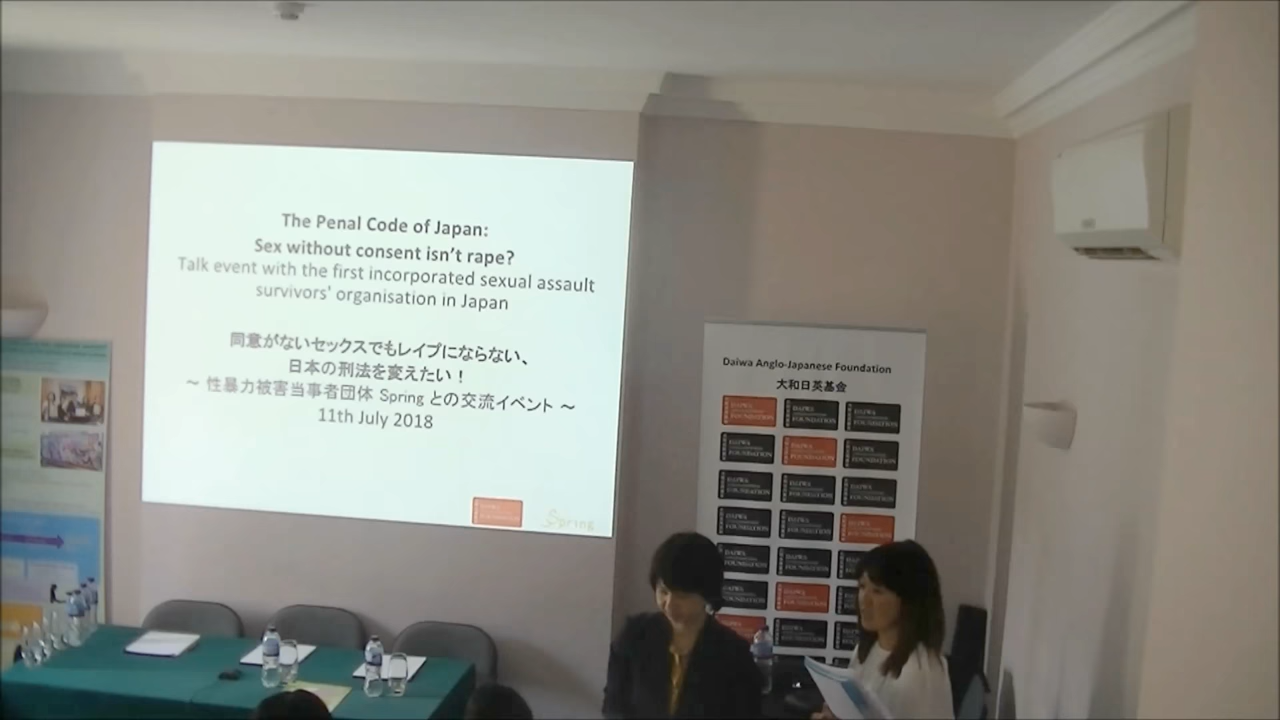 The Penal Code of Japan:
Sex without consent isn't rape?
Talk event with the first incorporated sexual assault
survivors' organisation in Japan
同意がないセックスでもレイプにならない、
日本の刑法を変えたい！
～ 性暴力被害当事者団体 Spring との交流イベント ～
11th July 2018
Spring
Daiwa Anglo-Japanese Foundation
大和日英基金
DAIWA
FOUNDATION